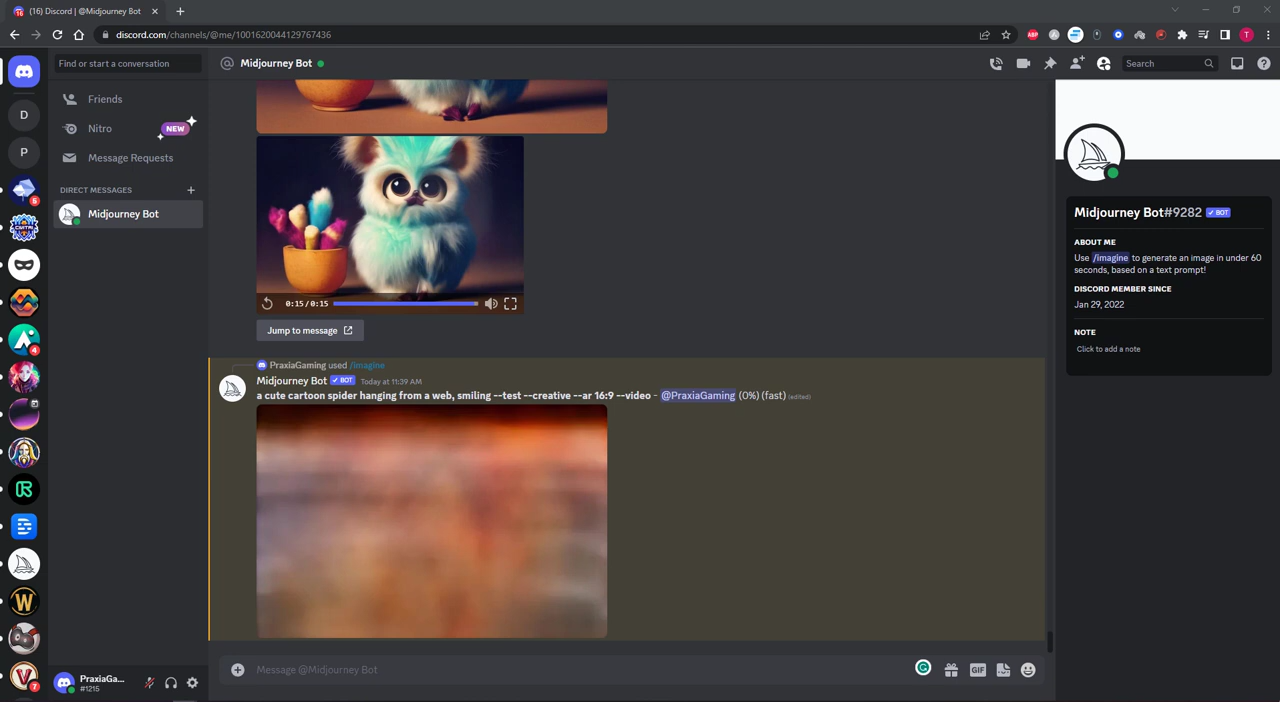 (16) Discord | @Midjourney Bot
discord.com/channels/@me/1001620044129767436
ABP
T
Find or start a conversation
Midjourney Bot
Search
Friends
Nitro
NEW
Message Requests
DIRECT MESSAGES
Midjourney Bot
D
P
5
4
W
7
0:15/0:15
Jump to message
PraxiaGaming used /imagine
Midjourney Bot BOT Today at 11:39 AM
a cute cartoon spider hanging from a web, smiling --test --creative --ar 16:9 --video - @PraxiaGaming (0%) (fast) (edited)
Message @Midjourney Bot
GIF
PraxiaGa...
#1215
Midjourney Bot#9282 BOT
ABOUT ME
Use /imagine to generate an image in under 60
seconds, based on a text prompt!
DISCORD MEMBER SINCE
Jan 29, 2022
NOTE
Click to add a note